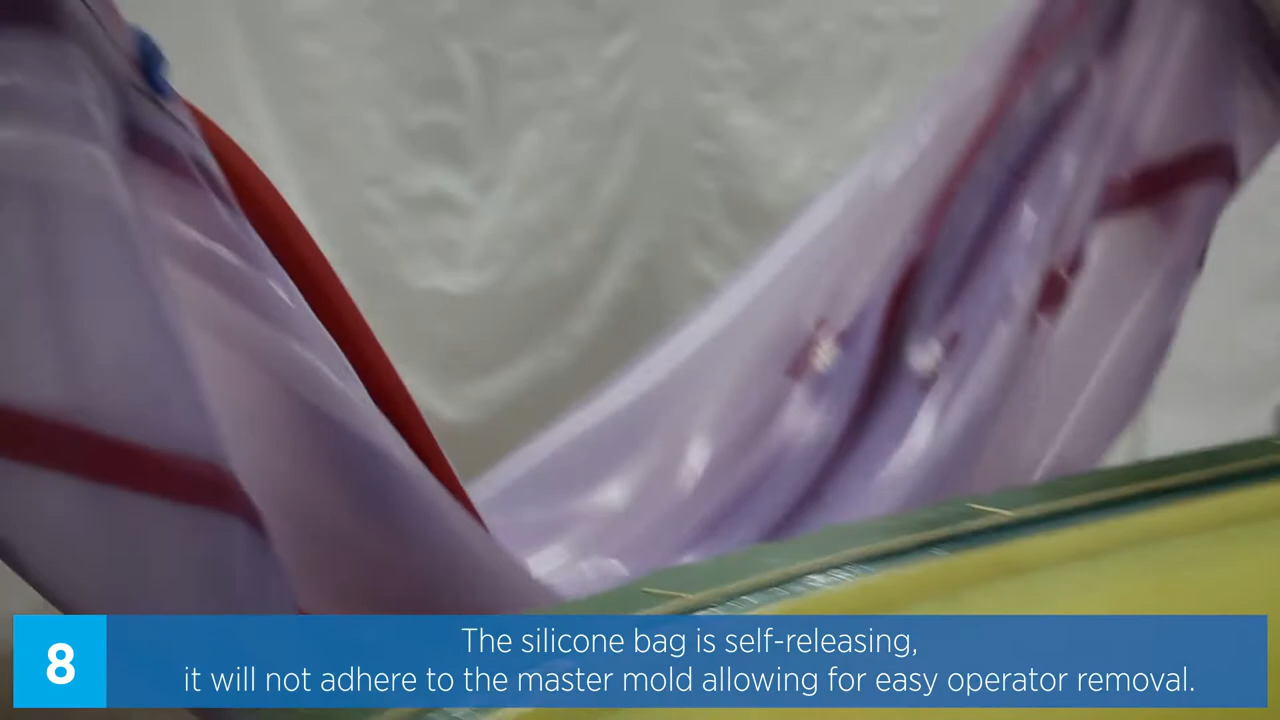 8
The silicone bag is self-releasing,
it will not adhere to the master mold allowing for easy operator removal.